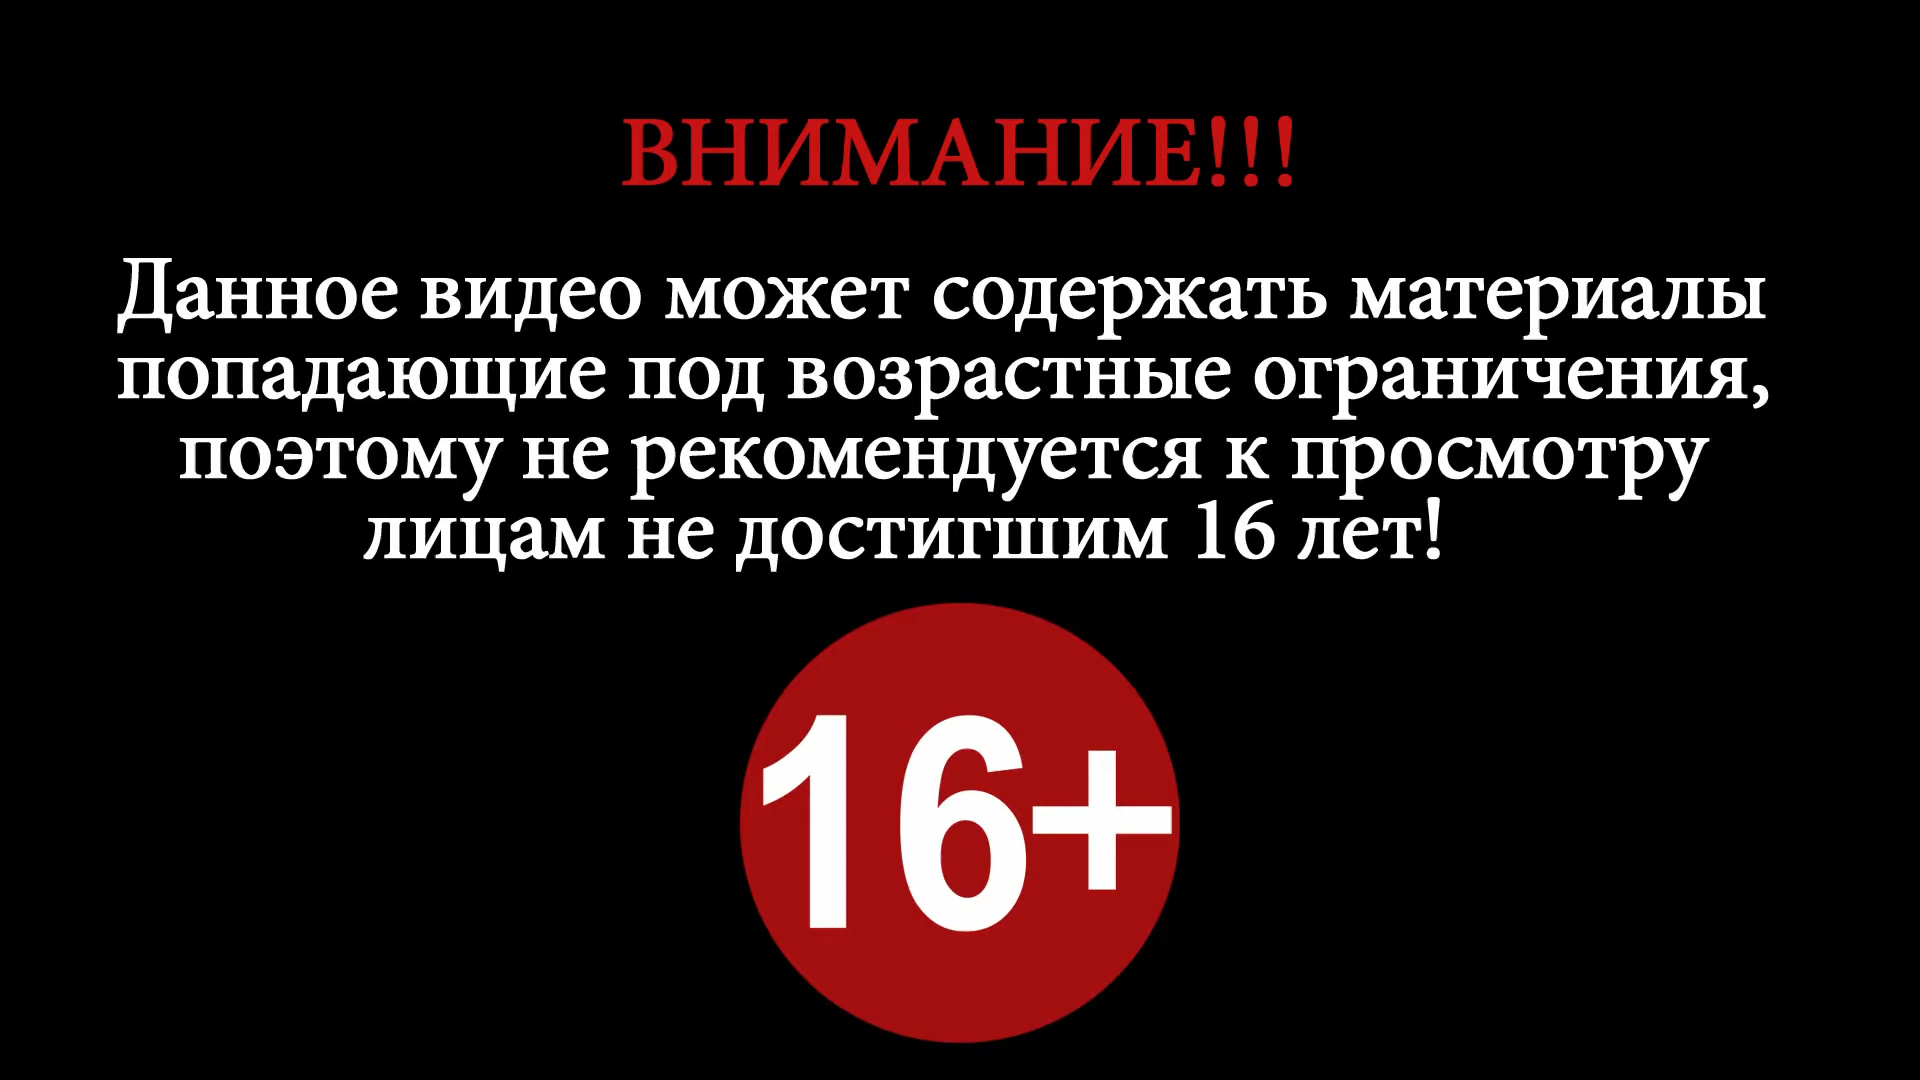 ВНИМАНИЕ!!!
Данное видео может содержать материалы
попадающие под возрастные ограничения,
поэтому не рекомендуется к просмотру
лицам не достигшим 16 лет!
16+